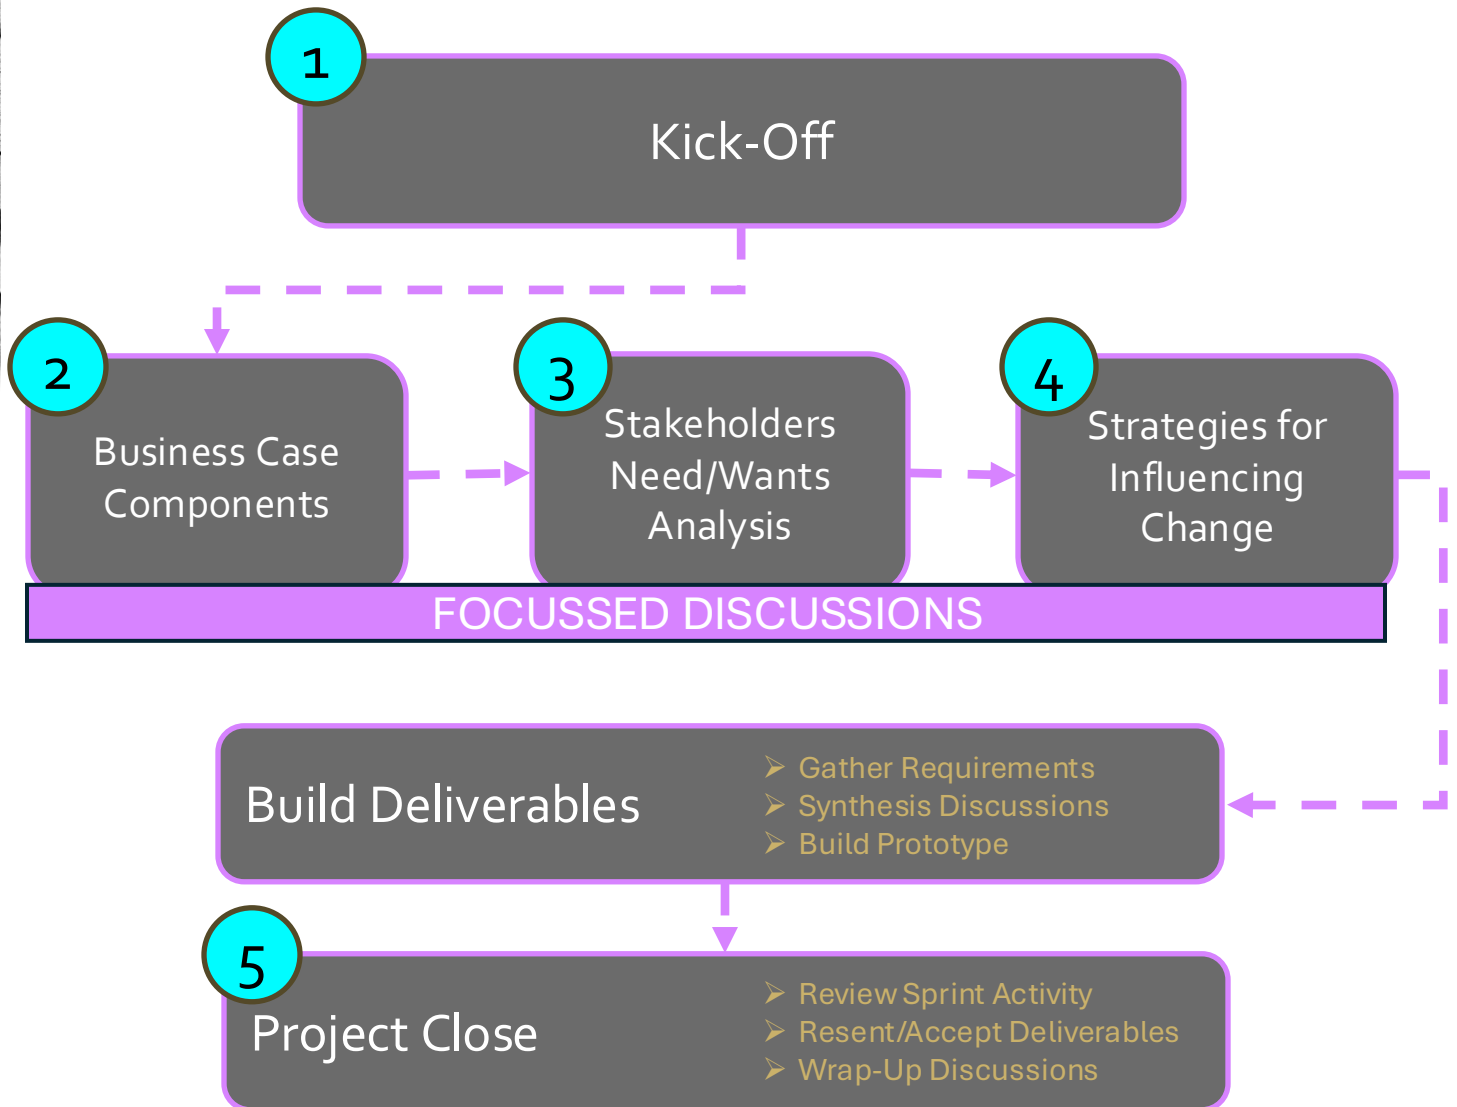 1
Kick-Off
2
Business Case
Components
3
Stakeholders
Need/Wants
Analysis
4
Strategies for
Influencing
Change
FOCUSSED DISCUSSIONS
Build Deliverables
➢ Gather Requirements
➢ Synthesis Discussions
➢ Build Prototype
5
Project Close
➢ Review Sprint Activity
➢ Resent/Accept Deliverables
➢ Wrap-Up Discussions